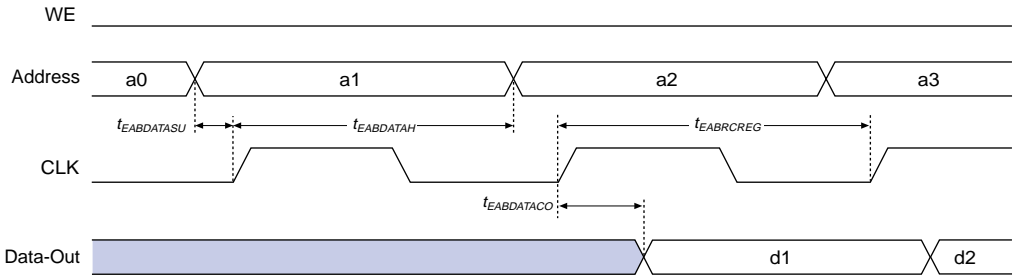 WE
Address a0 a1 a2 a3
tEABDATASU tEABDATAH tEABRCREG
CLK
tEABDATACO
Data-Out d1 d2